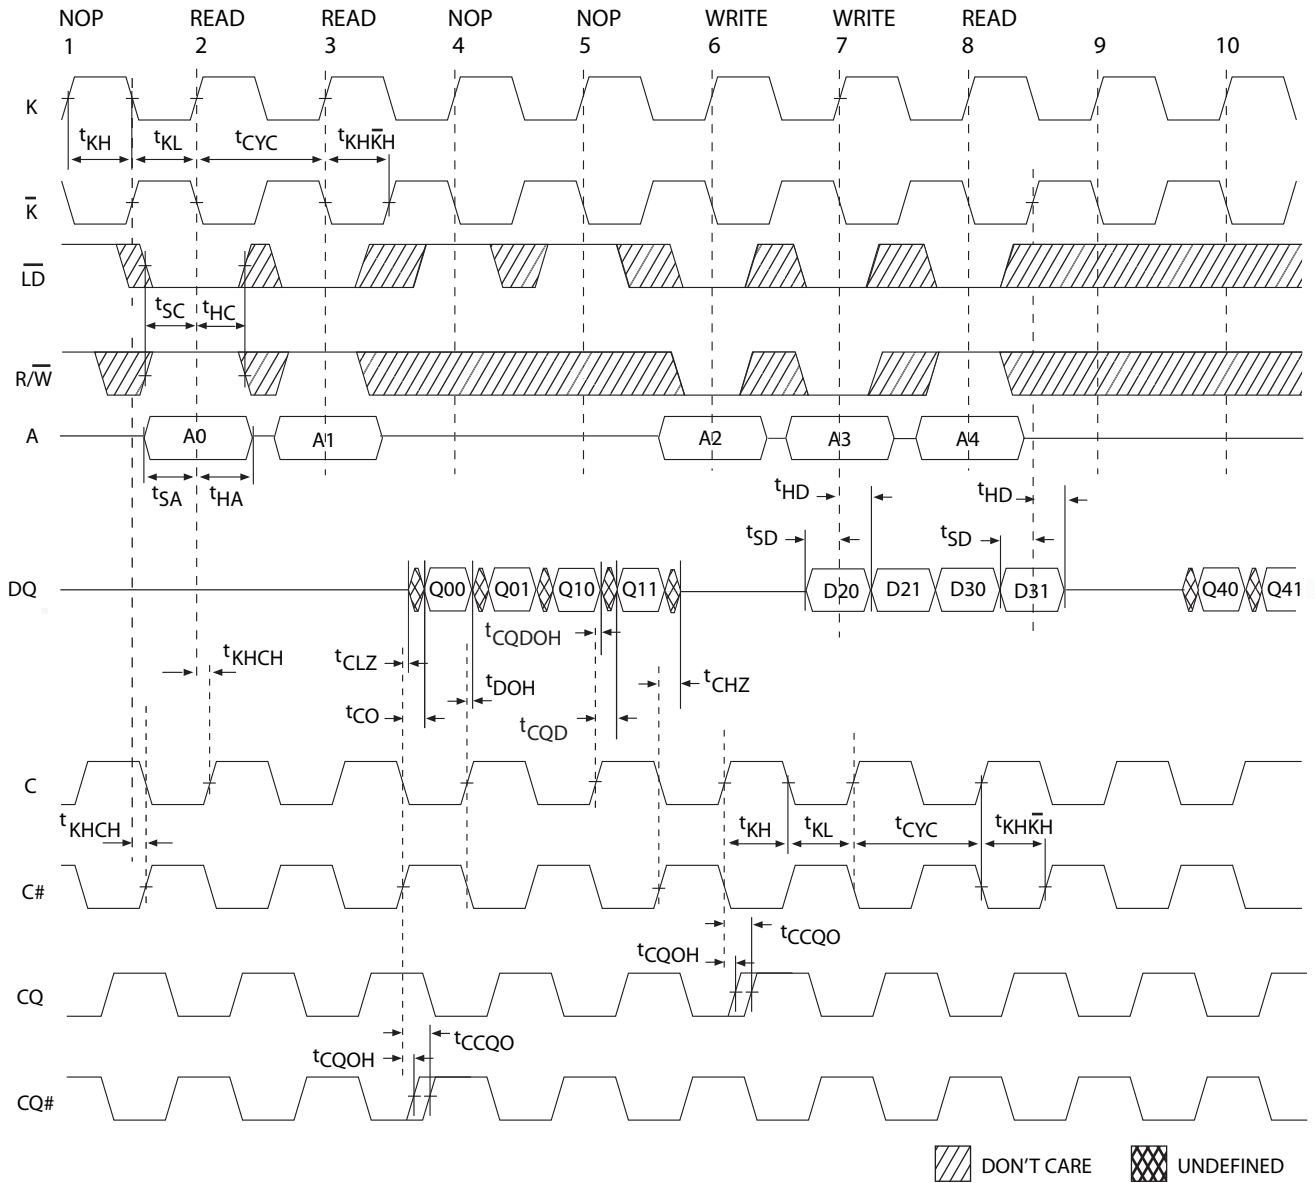 NOP READ READ NOP NOP WRITE WRITE READ
1 2 3 4 5 6 7 8 9 10
K
tKH tKL tCYC tKHK̅H
K̅
L̅D̅
tSC tHC
R/W̅
A A0 A1 A2 A3 A4
tSA tHA tHD tHD
tSD tSD
DQ Q00 Q01 Q10 Q11 D20 D21 D30 D31 Q40 Q41
tCQDOH
tKHCH tCLZ tDOH tCHZ
tCO tCQD
C
tKHCH tKH tKL tCYC tKHK̅H
C#
tCCQO
tCQOH
CQ
tCCQO
tCQOH
CQ#
DON'T CARE UNDEFINED